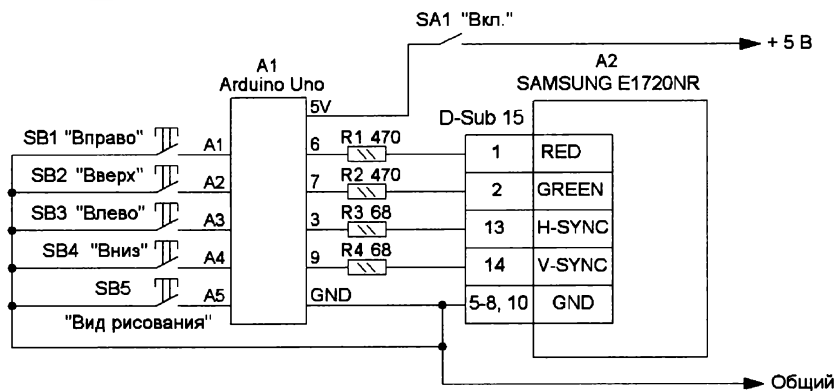 SA1 "Вкл."
+ 5 В
A1
Arduino Uno
A2
SAMSUNG E1720NR
5V
D-Sub 15
SB1 "Вправо"
A1
6
R1 470
1
RED
SB2 "Вверх"
A2
7
R2 470
2
GREEN
SB3 "Влево"
A3
3
R3 68
13
H-SYNC
SB4 "Вниз"
A4
9
R4 68
14
V-SYNC
SB5
A5
GND
5-8, 10
GND
"Вид рисования"
Общий